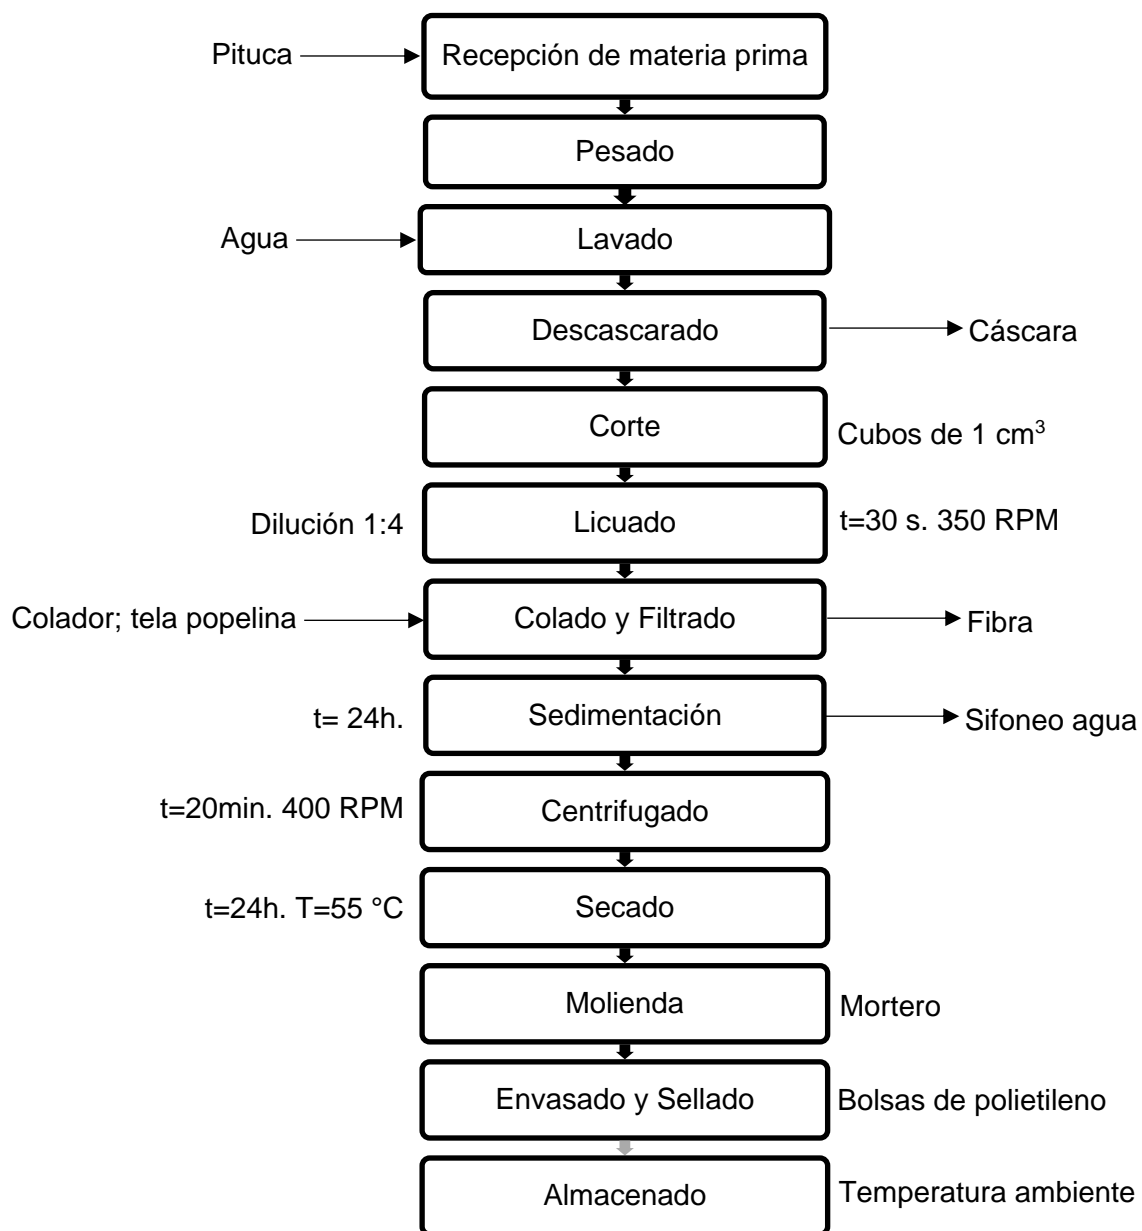 Pituca
Recepción de materia prima
Pesado
Agua
Lavado
Descascarado
Cáscara
Corte
Cubos de 1 cm³
Dilución 1:4
Licuado
t=30 s. 350 RPM
Colador; tela popelina
Colado y Filtrado
Fibra
t= 24h.
Sedimentación
Sifoneo agua
t=20min. 400 RPM
Centrifugado
t=24h. T=55 °C
Secado
Molienda
Mortero
Envasado y Sellado
Bolsas de polietileno
Almacenado
Temperatura ambiente